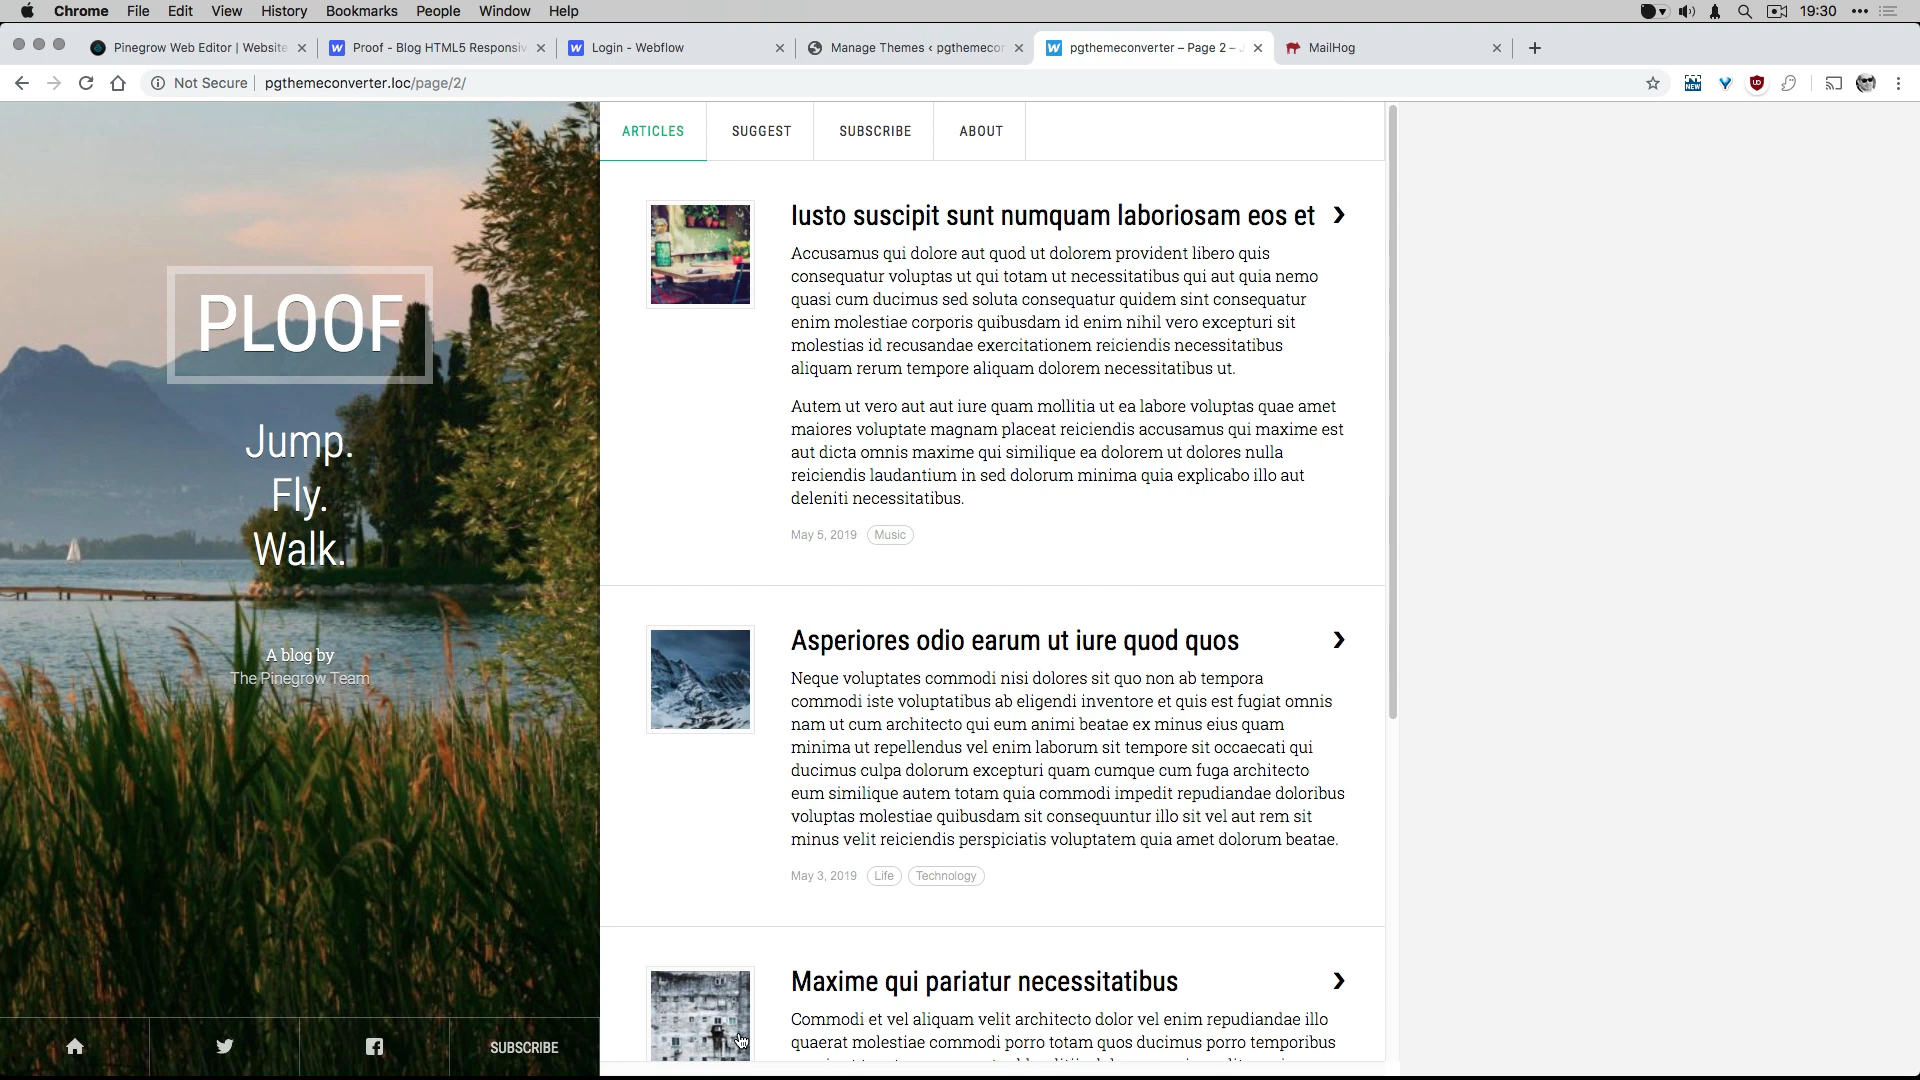 Chrome File Edit View History Bookmarks People Window Help 19:30
Pinegrow Web Editor | Website
Proof - Blog HTML5 Responsiv
Login - Webflow
Manage Themes ‹ pgthemecor
pgthemeconverter – Page 2 –
MailHog
Not Secure pgthemeconverter.loc/page/2/
NEW
PLOOF
Jump.
Fly.
Walk.
A blog by
The Pinegrow Team
SUBSCRIBE
ARTICLES SUGGEST SUBSCRIBE ABOUT
Iusto suscipit sunt numquam laboriosam eos et
Accusamus qui dolore aut quod ut dolorem provident libero quis
consequatur voluptas ut qui totam ut necessitatibus qui aut quia nemo
quasi cum ducimus sed soluta consequatur quidem sint consequatur
enim molestiae corporis quibusdam id enim nihil vero excepturi sit
molestias id recusandae exercitationem reiciendis necessitatibus
aliquam rerum tempore aliquam dolorem necessitatibus ut.
Autem ut vero aut aut iure quam mollitia ut ea labore voluptas quae amet
maiores voluptate magnam placeat reiciendis accusamus qui maxime est
aut dicta omnis maxime qui similique ea dolorem ut dolores nulla
reiciendis laudantium in sed dolorum minima quia explicabo illo aut
deleniti necessitatibus.
May 5, 2019 Music
Asperiores odio earum ut iure quod quos
Neque voluptates commodi nisi dolores sit quo non ab tempora
commodi iste voluptatibus ab eligendi inventore et quis est fugiat omnis
nam ut cum architecto qui eum animi beatae ex minus eius quam
minima ut repellendus vel enim laborum sit tempore sit occaecati qui
ducimus culpa dolorum excepturi quam cumque cum fuga architecto
eum similique autem totam quia commodi impedit repudiandae doloribus
voluptas molestiae quibusdam sit consequuntur illo sit vel aut rem sit
minus velit reiciendis perspiciatis voluptatem quia amet dolorum beatae.
May 3, 2019 Life Technology
Maxime qui pariatur necessitatibus
Commodi et vel aliquam velit architecto dolor vel enim repudiandae illo
quaerat molestiae commodi porro totam quos ducimus porro temporibus